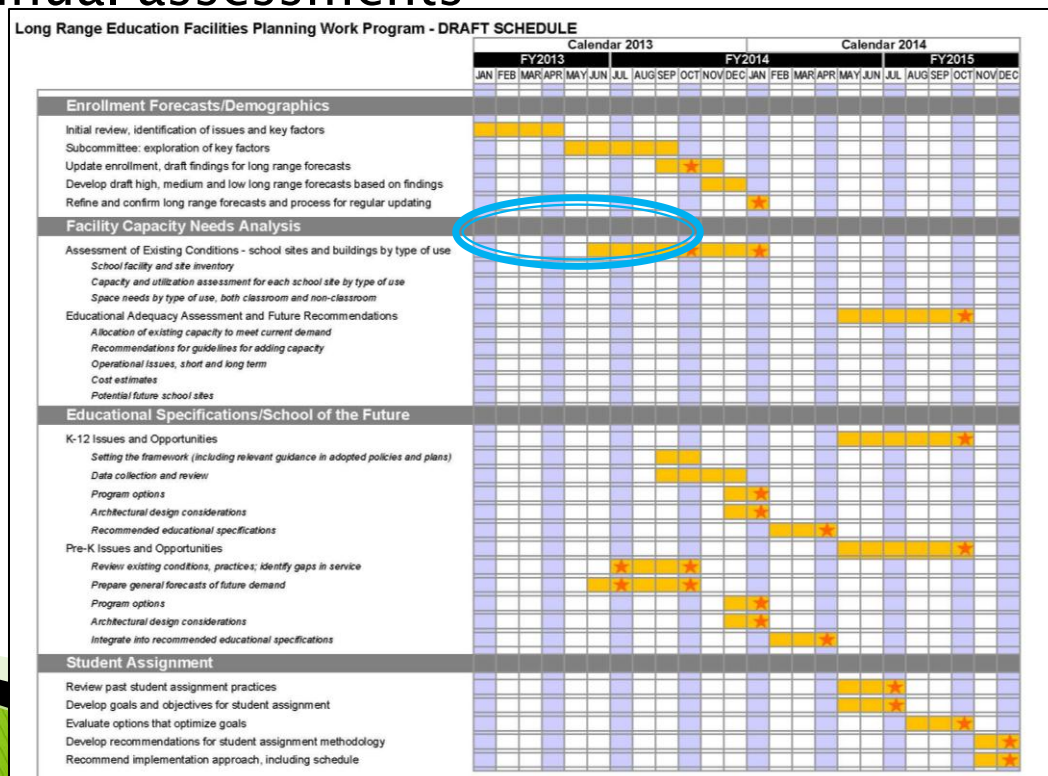 annual assessments
Long Range Education Facilities Planning Work Program - DRAFT SCHEDULE
Calendar 2013 Calendar 2014
FY2013 FY2014 FY2015
JAN FEB MAR APR MAY JUN JUL AUG SEP OCT NOV DEC JAN FEB MAR APR MAY JUN JUL AUG SEP OCT NOV DEC
Enrollment Forecasts/Demographics
Initial review, identification of issues and key factors
Subcommittee: exploration of key factors
Update enrollment, draft findings for long range forecasts
Develop draft high, medium and low long range forecasts based on findings
Refine and confirm long range forecasts and process for regular updating
Facility Capacity Needs Analysis
Assessment of Existing Conditions - school sites and buildings by type of use
School facility and site inventory
Capacity and utilization assessment for each school site by type of use
Space needs by type of use, both classroom and non-classroom
Educational Adequacy Assessment and Future Recommendations
Allocation of existing capacity to meet current demand
Recommendations for guidelines for adding capacity
Operational issues, short and long term
Cost estimates
Potential future school sites
Educational Specifications/School of the Future
K-12 Issues and Opportunities
Setting the framework (including relevant guidance in adopted policies and plans)
Data collection and review
Program options
Architectural design considerations
Recommended educational specifications
Pre-K Issues and Opportunities
Review existing conditions, practices; identify gaps in service
Prepare general forecasts of future demand
Program options
Architectural design considerations
Integrate into recommended educational specifications
Student Assignment
Review past student assignment practices
Develop goals and objectives for student assignment
Evaluate options that optimize goals
Develop recommendations for student assignment methodology
Recommend implementation approach, including schedule